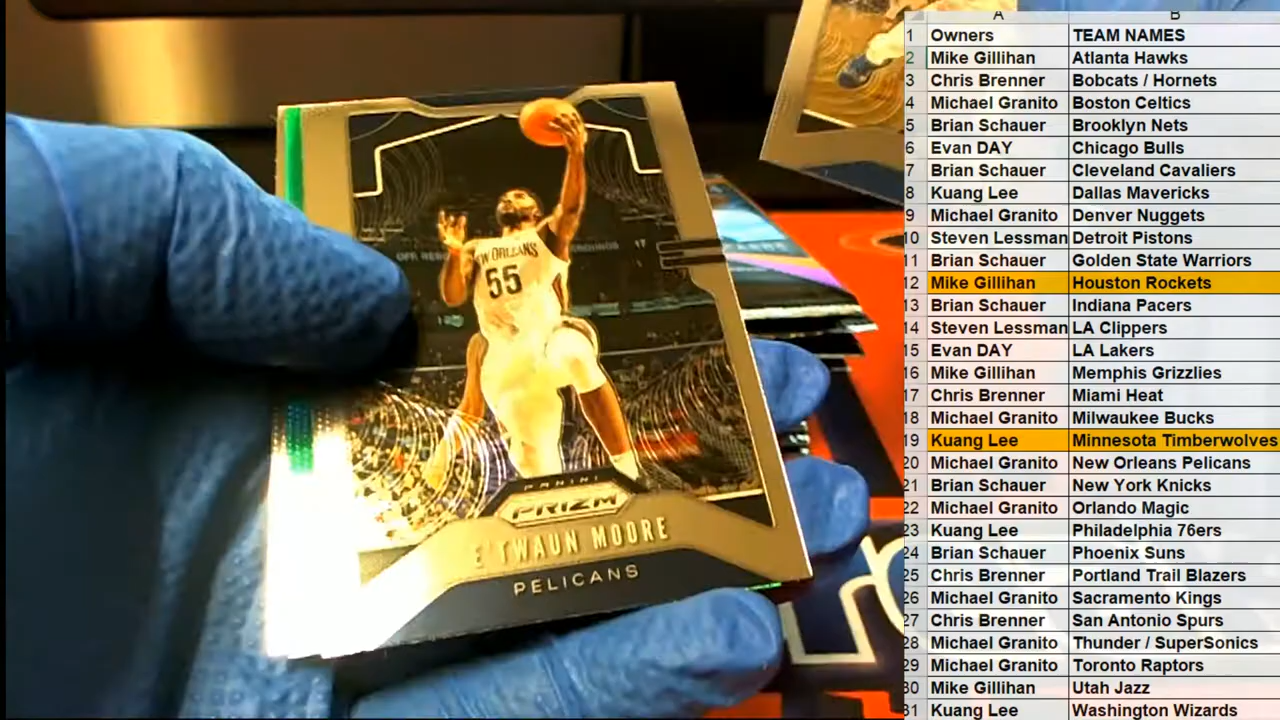 NEW ORLEANS
55
PANINI
PRIZM
E'TWAUN MOORE
PELICANS
A B
1 Owners TEAM NAMES
2 Mike Gillihan Atlanta Hawks
3 Chris Brenner Bobcats / Hornets
4 Michael Granito Boston Celtics
5 Brian Schauer Brooklyn Nets
6 Evan DAY Chicago Bulls
7 Brian Schauer Cleveland Cavaliers
8 Kuang Lee Dallas Mavericks
9 Michael Granito Denver Nuggets
10 Steven Lessman Detroit Pistons
11 Brian Schauer Golden State Warriors
12 Mike Gillihan Houston Rockets
13 Brian Schauer Indiana Pacers
14 Steven Lessman LA Clippers
15 Evan DAY LA Lakers
16 Mike Gillihan Memphis Grizzlies
17 Chris Brenner Miami Heat
18 Michael Granito Milwaukee Bucks
19 Kuang Lee Minnesota Timberwolves
20 Michael Granito New Orleans Pelicans
21 Brian Schauer New York Knicks
22 Michael Granito Orlando Magic
23 Kuang Lee Philadelphia 76ers
24 Brian Schauer Phoenix Suns
25 Chris Brenner Portland Trail Blazers
26 Michael Granito Sacramento Kings
27 Chris Brenner San Antonio Spurs
28 Michael Granito Thunder / SuperSonics
29 Michael Granito Toronto Raptors
30 Mike Gillihan Utah Jazz
31 Kuang Lee Washington Wizards